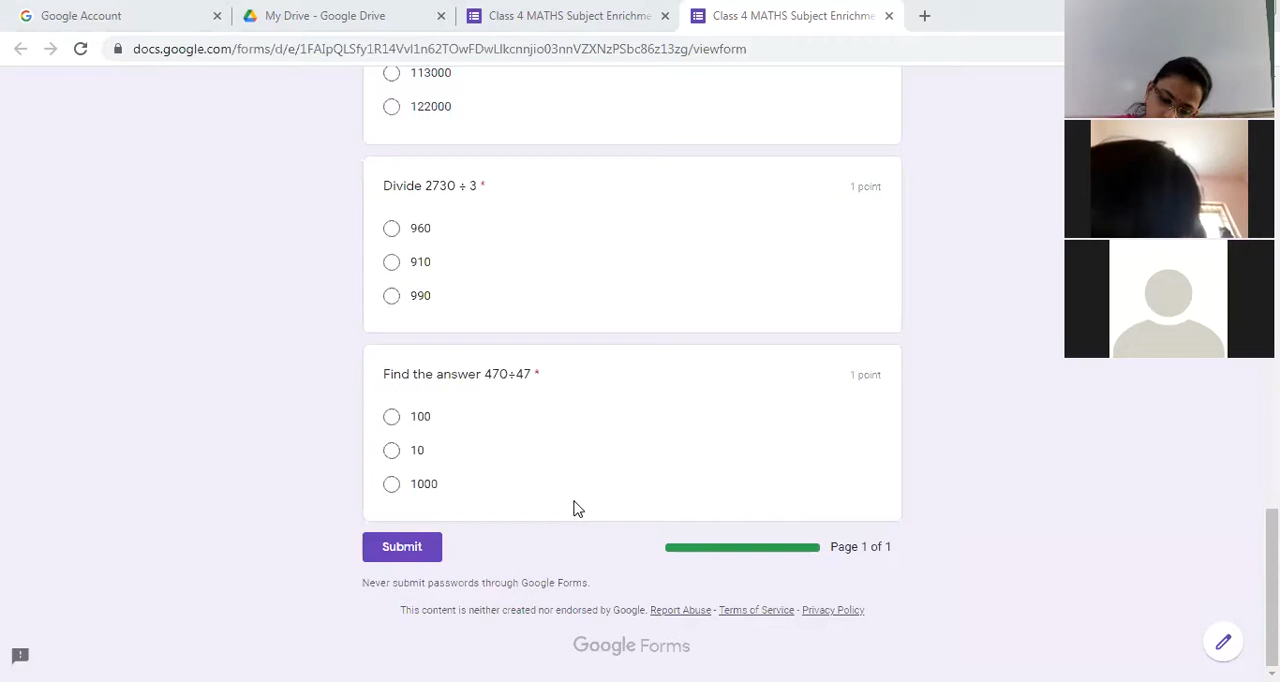 Google Account
My Drive - Google Drive
Class 4 MATHS Subject Enrichme
Class 4 MATHS Subject Enrichme
docs.google.com/forms/d/e/1FAIpQLSfy1R14Vvl1n62TOwFDwLlkcnnjio03nnVZXNzPSbc86z13zg/viewform
113000
122000
Divide 2730 ÷ 3 *
1 point
960
910
990
Find the answer 470÷47 *
1 point
100
10
1000
Submit
Page 1 of 1
Never submit passwords through Google Forms.
This content is neither created nor endorsed by Google. Report Abuse - Terms of Service - Privacy Policy
Google Forms